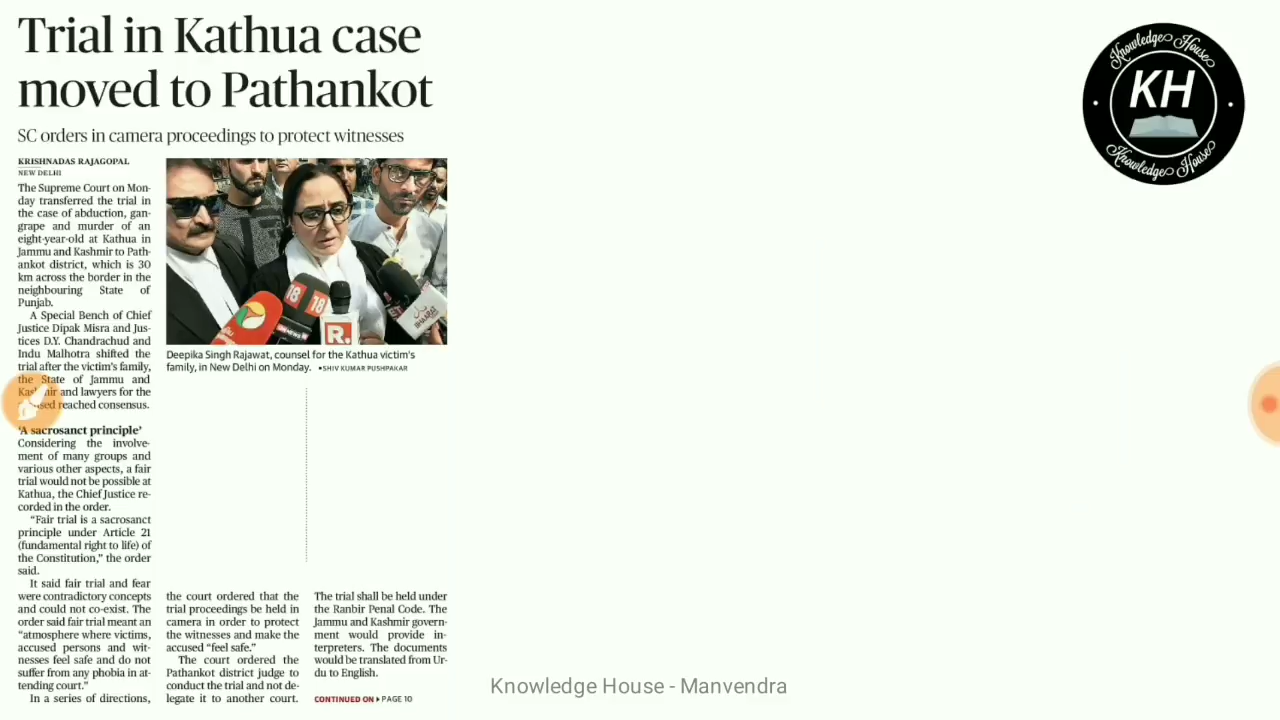 Trial in Kathua case
moved to Pathankot
SC orders in camera proceedings to protect witnesses
KRISHNADAS RAJAGOPAL
NEW DELHI
The Supreme Court on Mon-
day transferred the trial in
the case of abduction, gan-
grape and murder of an
eight-year-old at Kathua in
Jammu and Kashmir to Path-
ankot district, which is 30
km across the border in the
neighbouring State of
Punjab.
A Special Bench of Chief
Justice Dipak Misra and Jus-
tices D.Y. Chandrachud and
Indu Malhotra shifted the
trial after the victim's family,
the State of Jammu and
and lawyers for the
reached consensus.
'A sacrosanct principle'
Considering the involve-
ment of many groups and
various other aspects, a fair
trial would not be possible at
Kathua, the Chief Justice re-
corded in the order.
"Fair trial is a sacrosanct
principle under Article 21
(fundamental right to life) of
the Constitution," the order
said.
It said fair trial and fear
were contradictory concepts
and could not co-exist. The
order said fair trial meant an
"atmosphere where victims,
accused persons and wit-
nesses feel safe and do not
suffer from any phobia in at-
tending court."
In a series of directions,
18
18
R.
Deepika Singh Rajawat, counsel for the Kathua victim's
family, in New Delhi on Monday. •SHIV KUMAR PUSHPAKAR
the court ordered that the
trial proceedings be held in
camera in order to protect
the witnesses and make the
accused "feel safe."
The court ordered the
Pathankot district judge to
conduct the trial and not de-
legate it to another court.
The trial shall be held under
the Ranbir Penal Code. The
Jammu and Kashmir govern-
ment would provide in-
terpreters. The documents
would be translated from Ur-
du to English.
CONTINUED ON ▸ PAGE 10
Knowledge House
KH
Knowledge House
Knowledge House - Manvendra